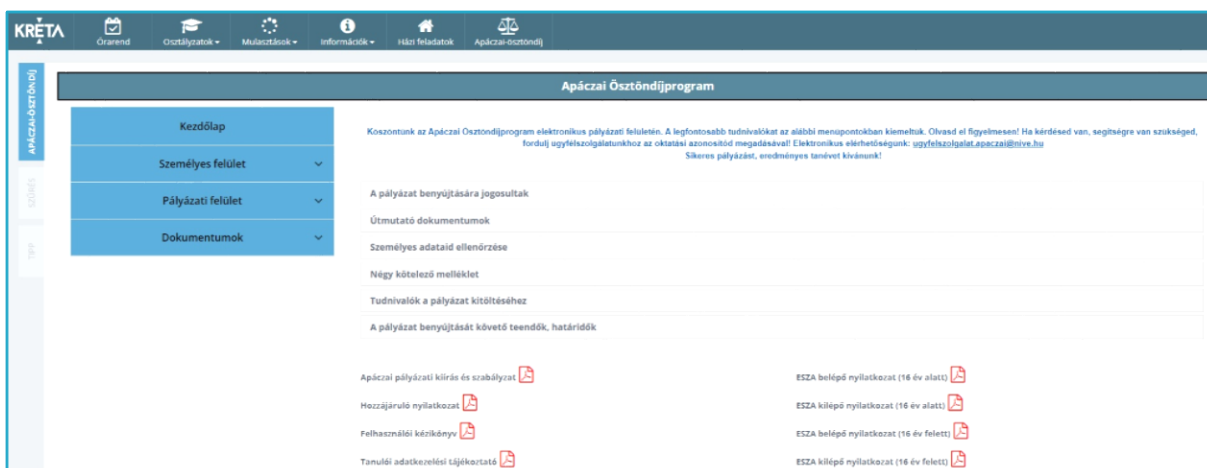 KRÉTA
Órarend
Osztályzatok
Mulasztások
Információk
Házi feladatok
Apáczai-ösztöndíj
APÁCZAI-ÖSZTÖNDÍJ
SZŰRÉS
TIPP
Apáczai Ösztöndíjprogram
Kezdőlap
Személyes felület
Pályázati felület
Dokumentumok
Köszöntünk az Apáczai Ösztöndíjprogram elektronikus pályázati felületén. A legfontosabb tudnivalókat az alábbi menüpontokban kiemeltük. Olvasd el figyelmesen! Ha kérdésed van, segítségre van szükséged,
fordulj ügyfélszolgálatunkhoz az oktatási azonosítód megadásával! Elektronikus elérhetőségünk: ugyfelszolgalat.apaczai@nive.hu
Sikeres pályázást, eredményes tanévet kívánunk!
A pályázat benyújtására jogosultak
Útmutató dokumentumok
Személyes adataid ellenőrzése
Négy kötelező melléklet
Tudnivalók a pályázat kitöltéséhez
A pályázat benyújtását követő teendők, határidők
Apáczai pályázati kiírás és szabályzat
Hozzájáruló nyilatkozat
Felhasználói kézikönyv
Tanulói adatkezelési tájékoztató
ESZA belépő nyilatkozat (16 év alatt)
ESZA kilépő nyilatkozat (16 év alatt)
ESZA belépő nyilatkozat (16 év felett)
ESZA kilépő nyilatkozat (16 év felett)